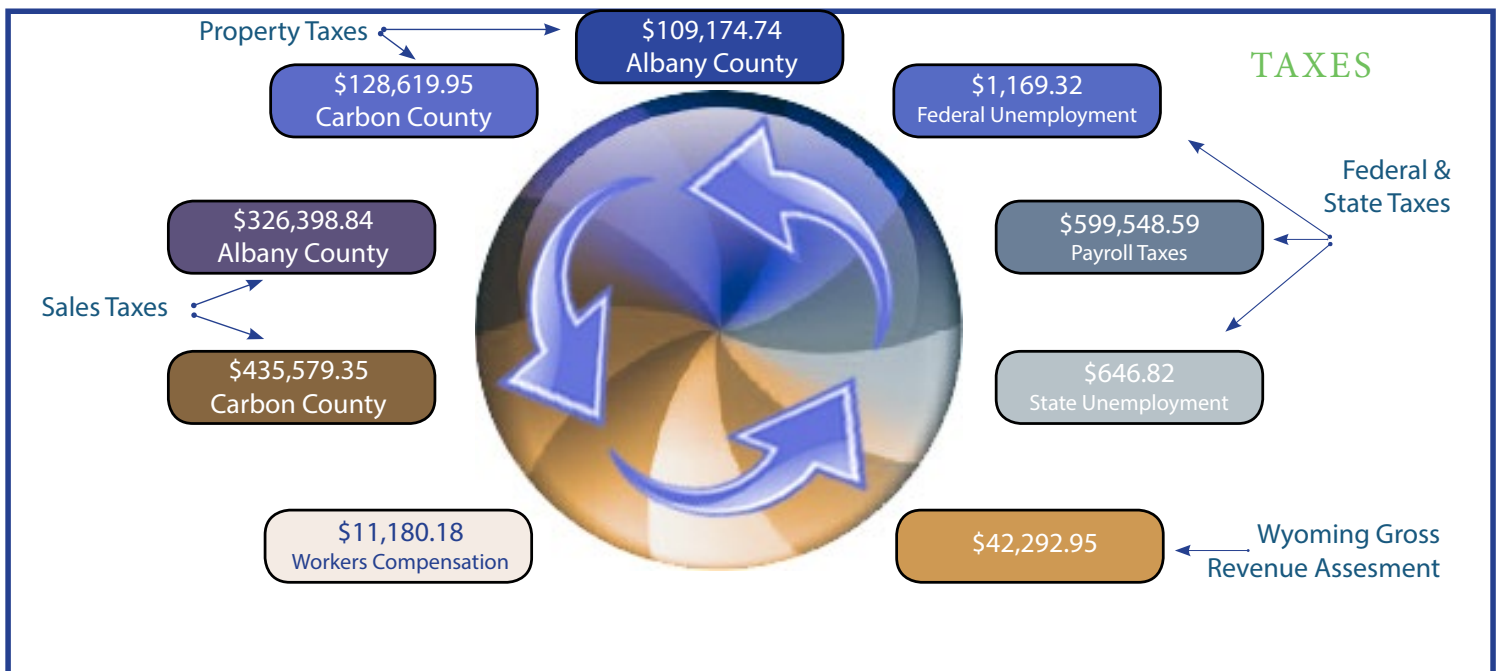 TAXES
Property Taxes
$109,174.74
Albany County
$128,619.95
Carbon County
$1,169.32
Federal Unemployment
Federal &
State Taxes
$599,548.59
Payroll Taxes
$646.82
State Unemployment
$326,398.84
Albany County
Sales Taxes
$435,579.35
Carbon County
$11,180.18
Workers Compensation
$42,292.95
Wyoming Gross
Revenue Assesment